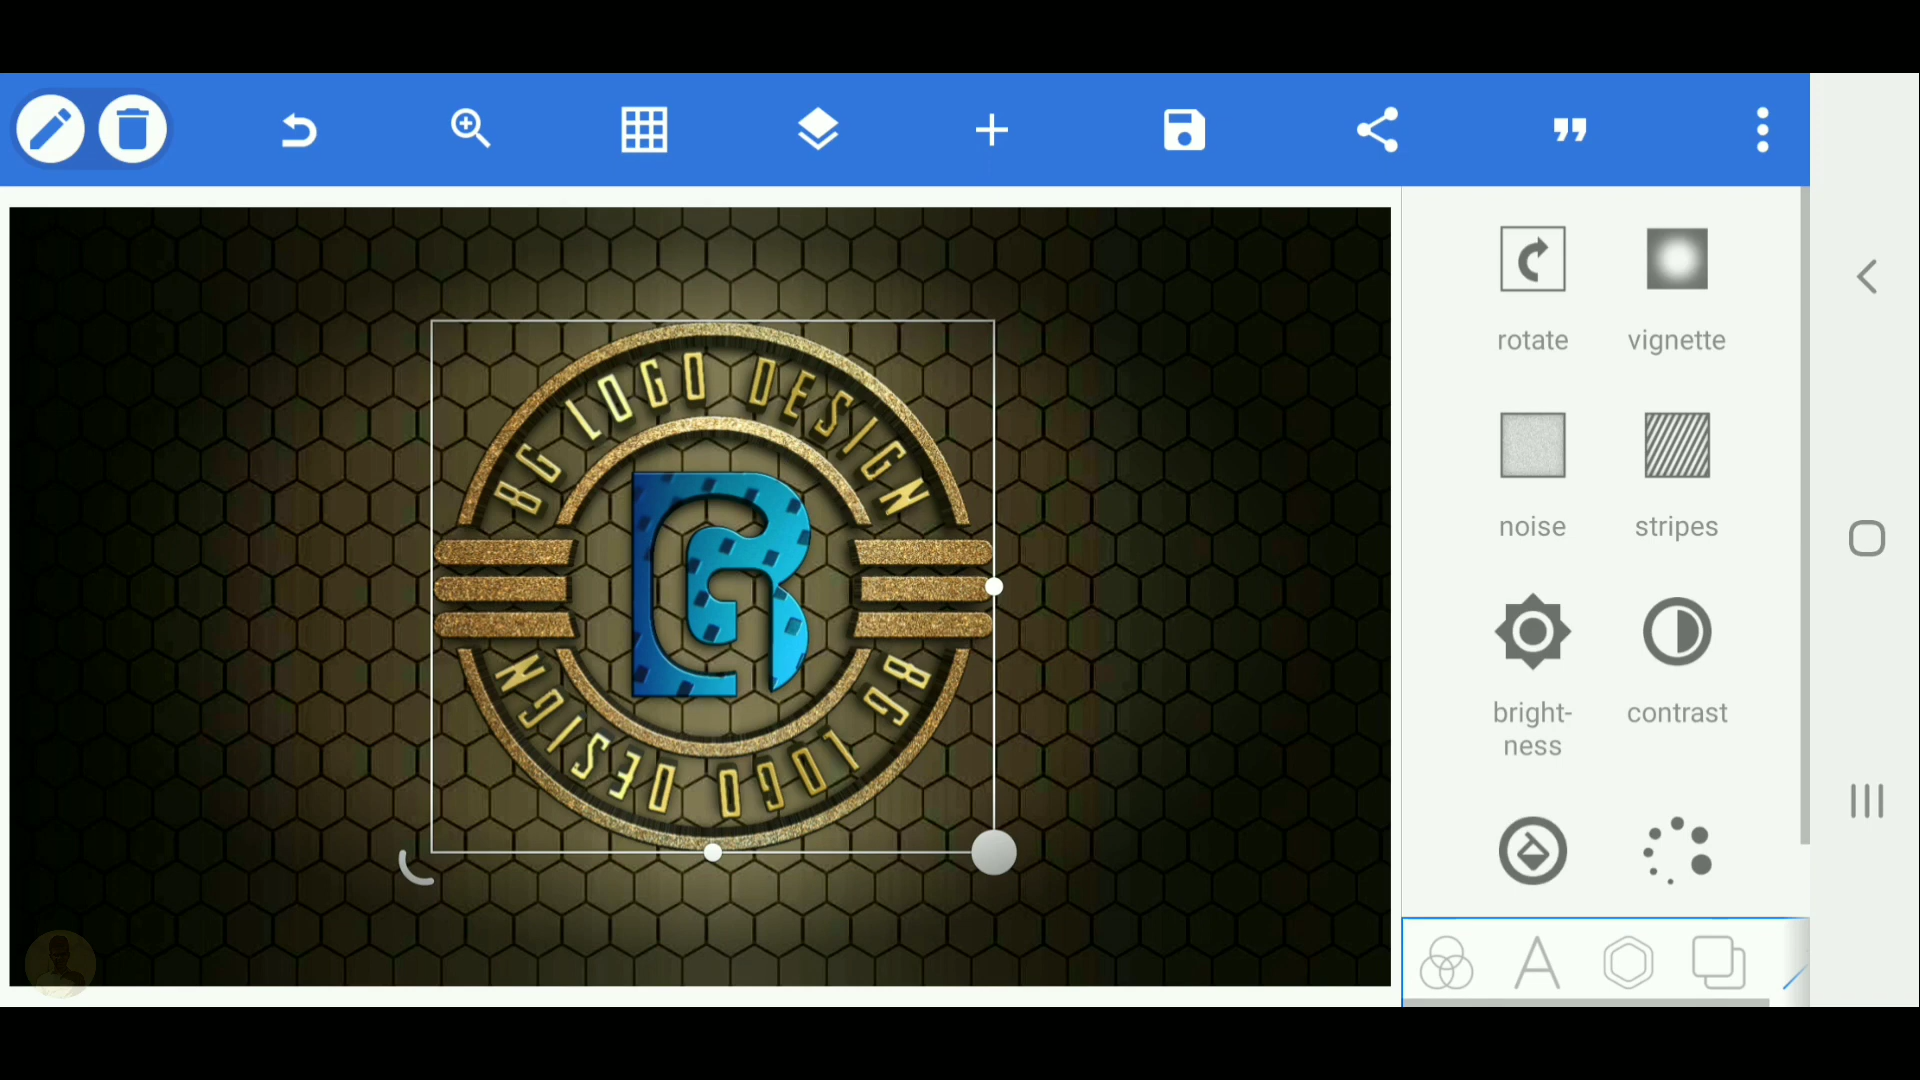 BG LOGO DESIGN
BG LOGO DESIGN
rotate
vignette
noise
stripes
bright-
ness
contrast